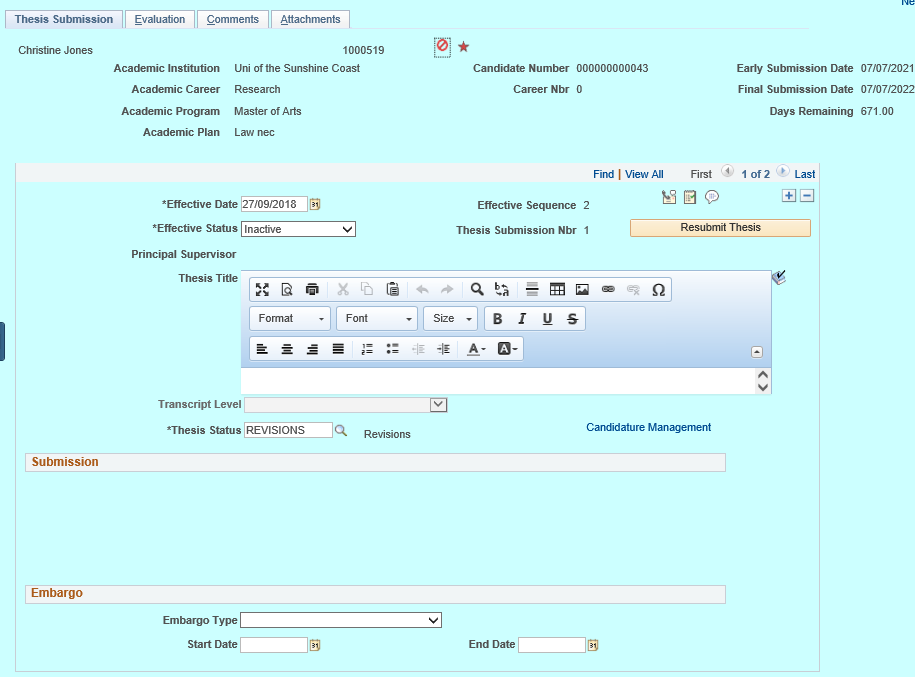 Ne
Thesis Submission Evaluation Comments Attachments
Christine Jones 1000519
Academic Institution Uni of the Sunshine Coast Candidate Number 000000000043 Early Submission Date 07/07/2021
Academic Career Research Career Nbr 0 Final Submission Date 07/07/2022
Academic Program Master of Arts Days Remaining 671.00
Academic Plan Law nec
Find | View All First 1 of 2 Last
*Effective Date 27/09/2018 31 Effective Sequence 2
*Effective Status Inactive Thesis Submission Nbr 1 Resubmit Thesis
Principal Supervisor
Thesis Title
Format Font Size B I U S
A A
Transcript Level
*Thesis Status REVISIONS Revisions Candidature Management
Submission
Embargo
Embargo Type
Start Date 31 End Date 31